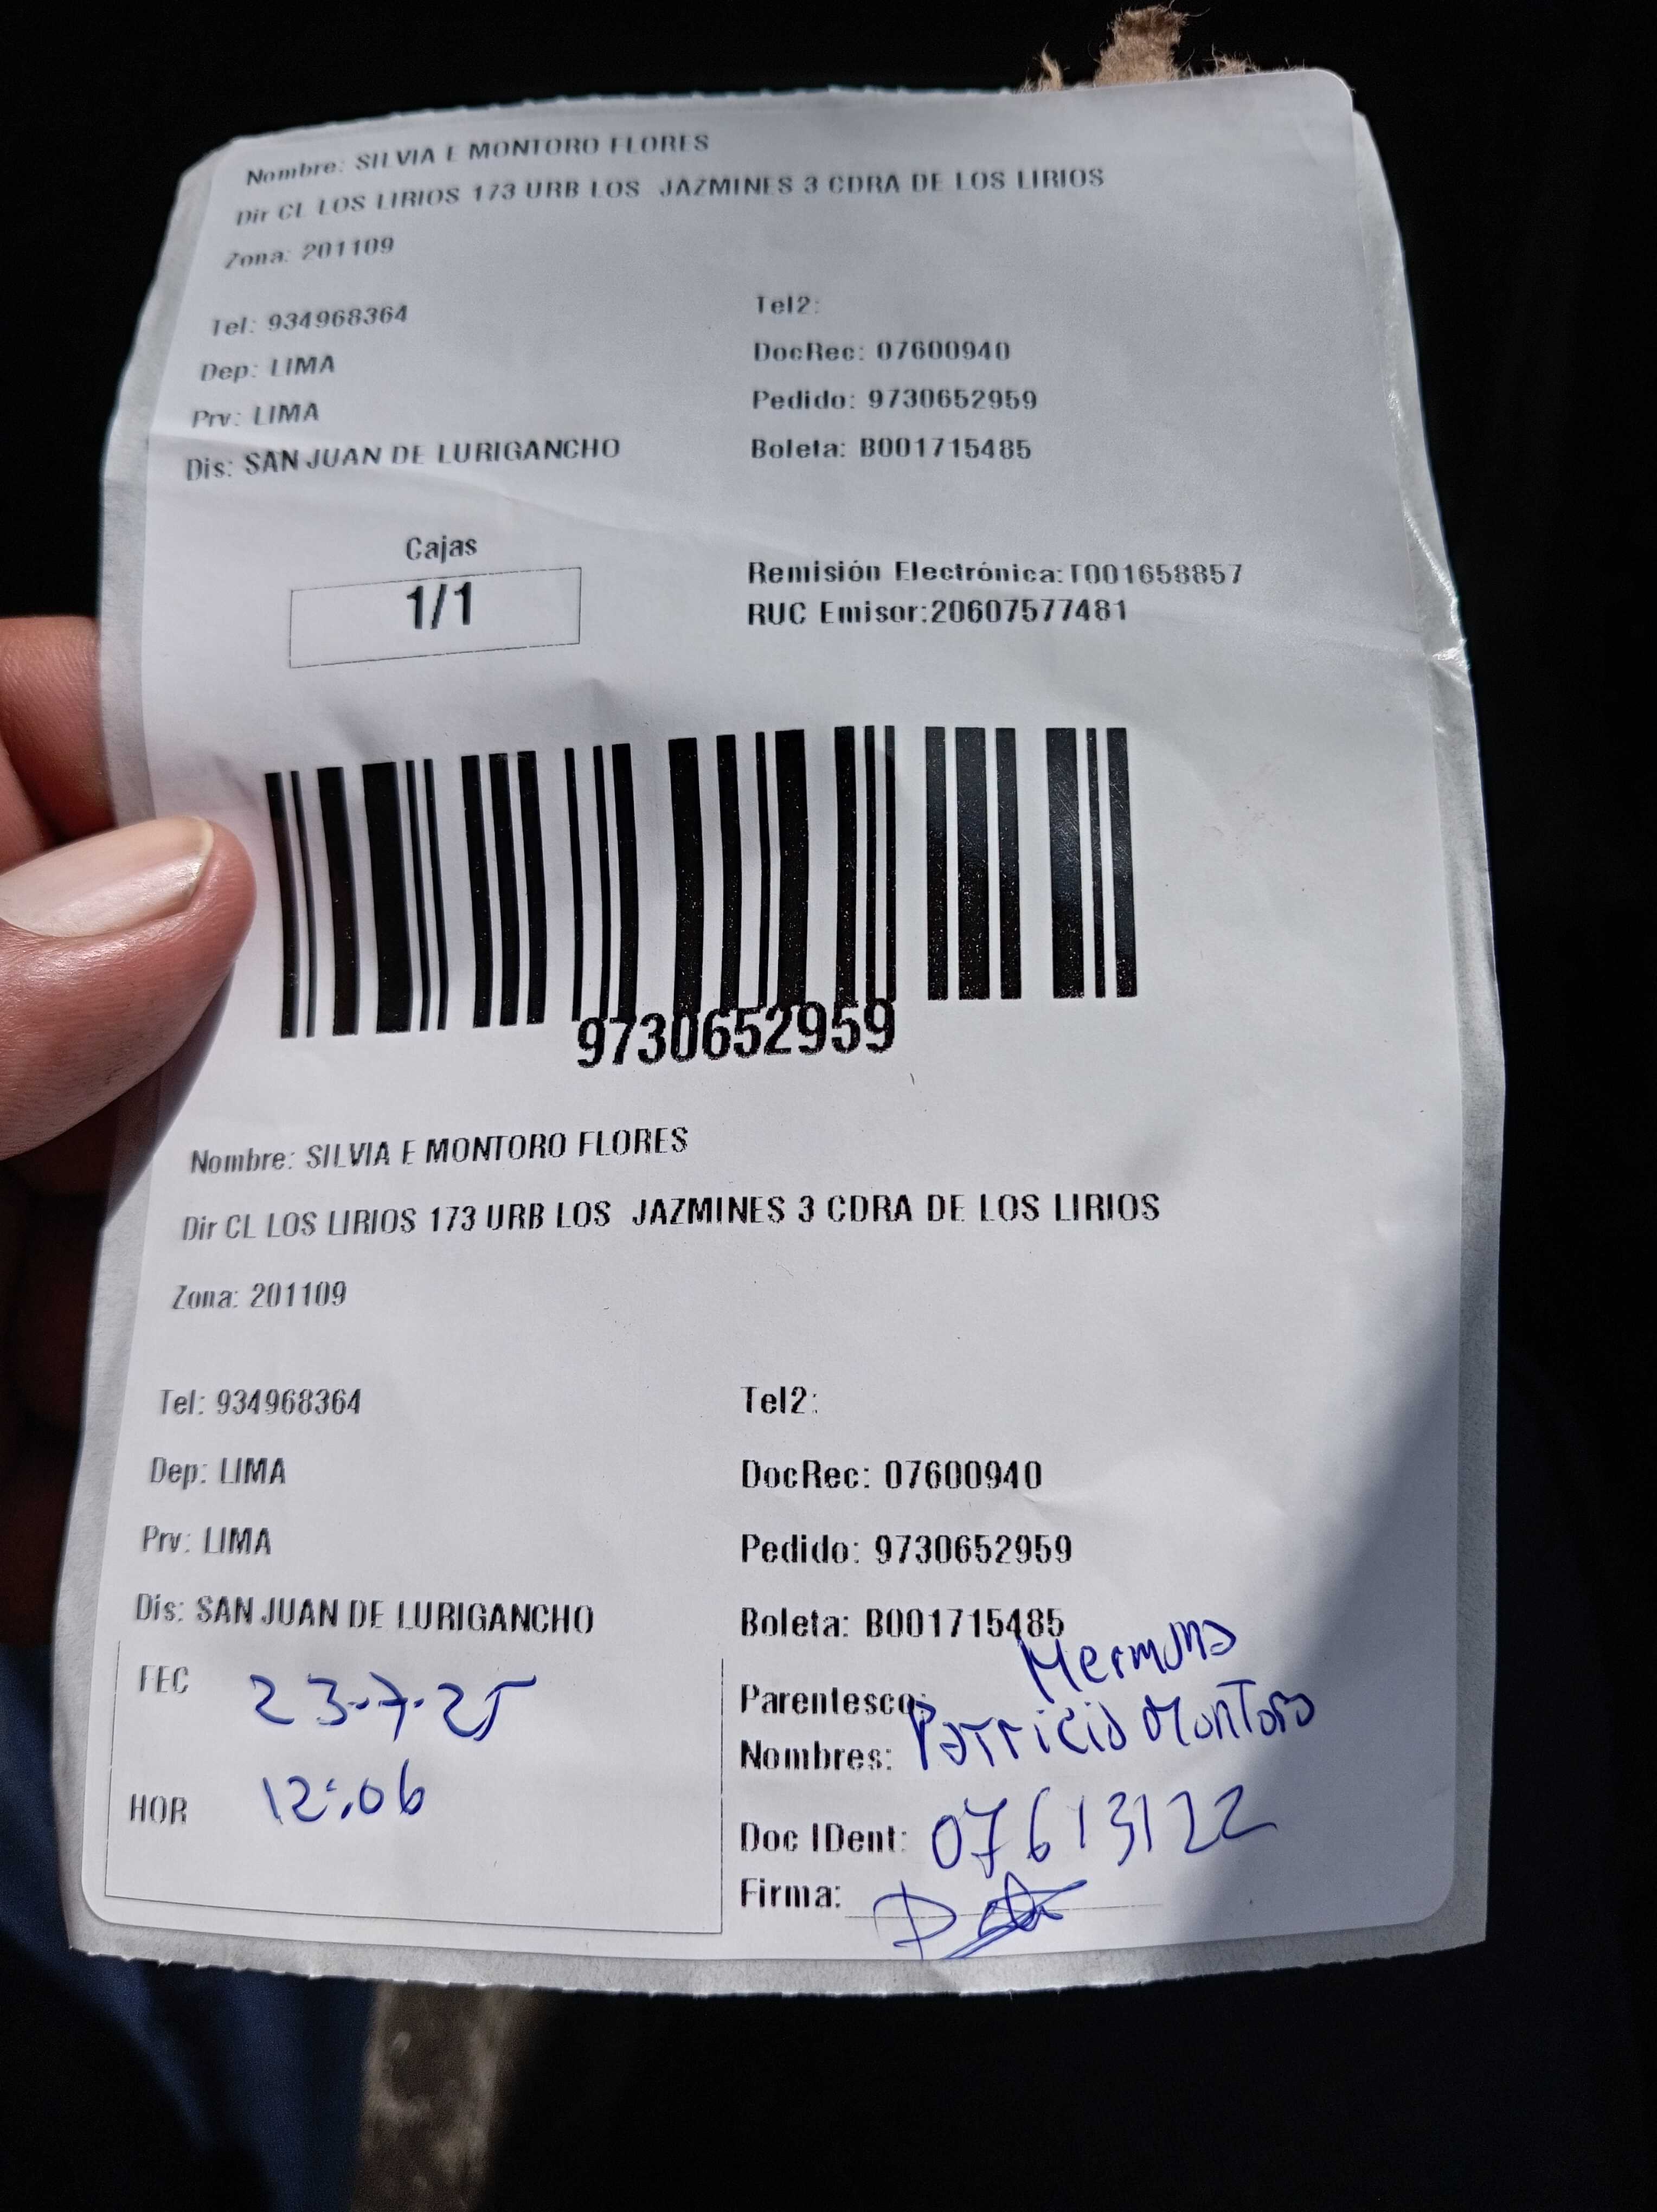 Nombre: SILVIA E MONTORO FLORES
Dir CL LOS LIRIOS 173 URB LOS JAZMINES 3 CDRA DE LOS LIRIOS
Zona: 201109
Tel: 934968364 Tel2:
Dep: LIMA DocRec: 07600940
Prv: LIMA Pedido: 9730652959
Dis: SAN JUAN DE LURIGANCHO Boleta: B001715485
Cajas
1/1
Remisión Electrónica:T001658857
RUC Emisor:20607577481
9730652959
Nombre: SILVIA E MONTORO FLORES
Dir CL LOS LIRIOS 173 URB LOS JAZMINES 3 CDRA DE LOS LIRIOS
Zona: 201109
Tel: 934968364 Tel2:
Dep: LIMA DocRec: 07600940
Prv: LIMA Pedido: 9730652959
Dis: SAN JUAN DE LURIGANCHO Boleta: B001715485
FEC 23-7-25
HOR 12:06
Parentesco: Hermana
Nombres: Patricia Montoro
Doc IDent: 07613122
Firma: